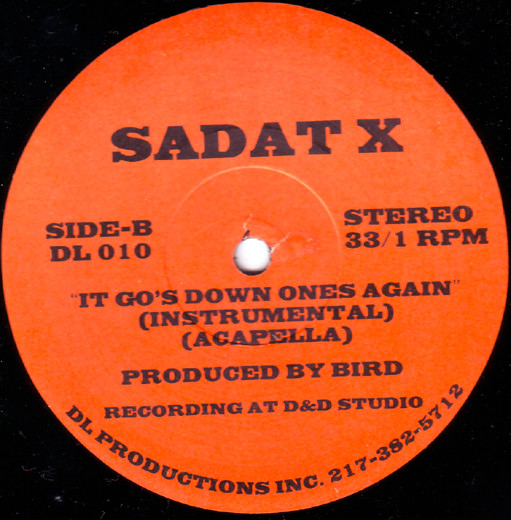 SADAT X
SIDE-B
DL 010
STEREO
33/1 RPM
"IT GO'S DOWN ONES AGAIN"
(INSTRUMENTAL)
(ACAPELLA)
PRODUCED BY BIRD
RECORDING AT D&D STUDIO
DL PRODUCTIONS INC. 217-382-5712